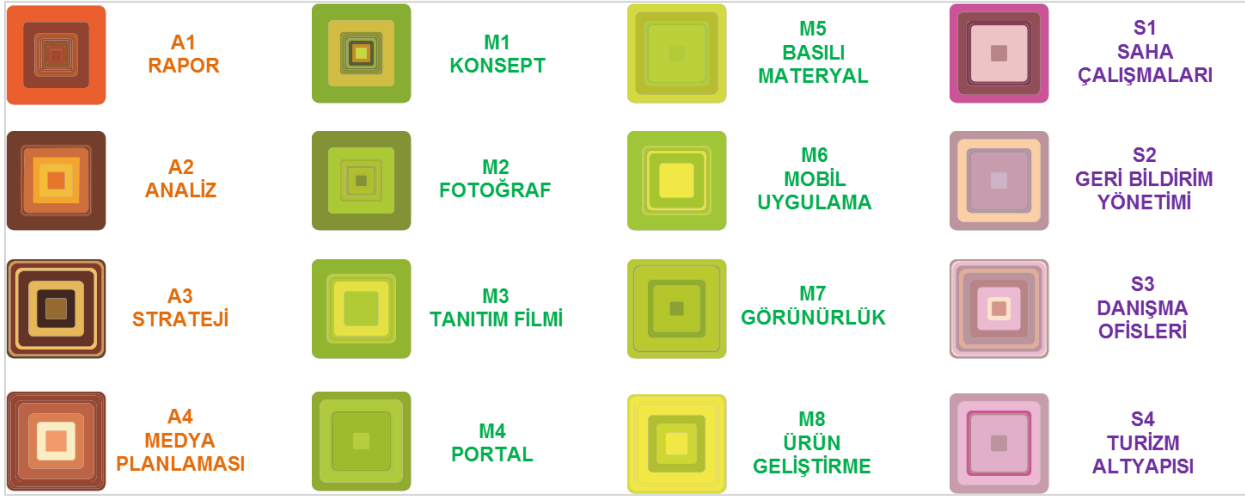 A1
RAPOR
M1
KONSEPT
M5
BASILI
MATERYAL
S1
SAHA
ÇALIŞMALARI
A2
ANALİZ
M2
FOTOĞRAF
M6
MOBİL
UYGULAMA
S2
GERİ BİLDİRİM
YÖNETİMİ
A3
STRATEJİ
M3
TANITIM FİLMİ
M7
GÖRÜNÜRLÜK
S3
DANIŞMA
OFİSLERİ
A4
MEDYA
PLANLAMASI
M4
PORTAL
M8
ÜRÜN
GELİŞTİRME
S4
TURİZM
ALTYAPISI